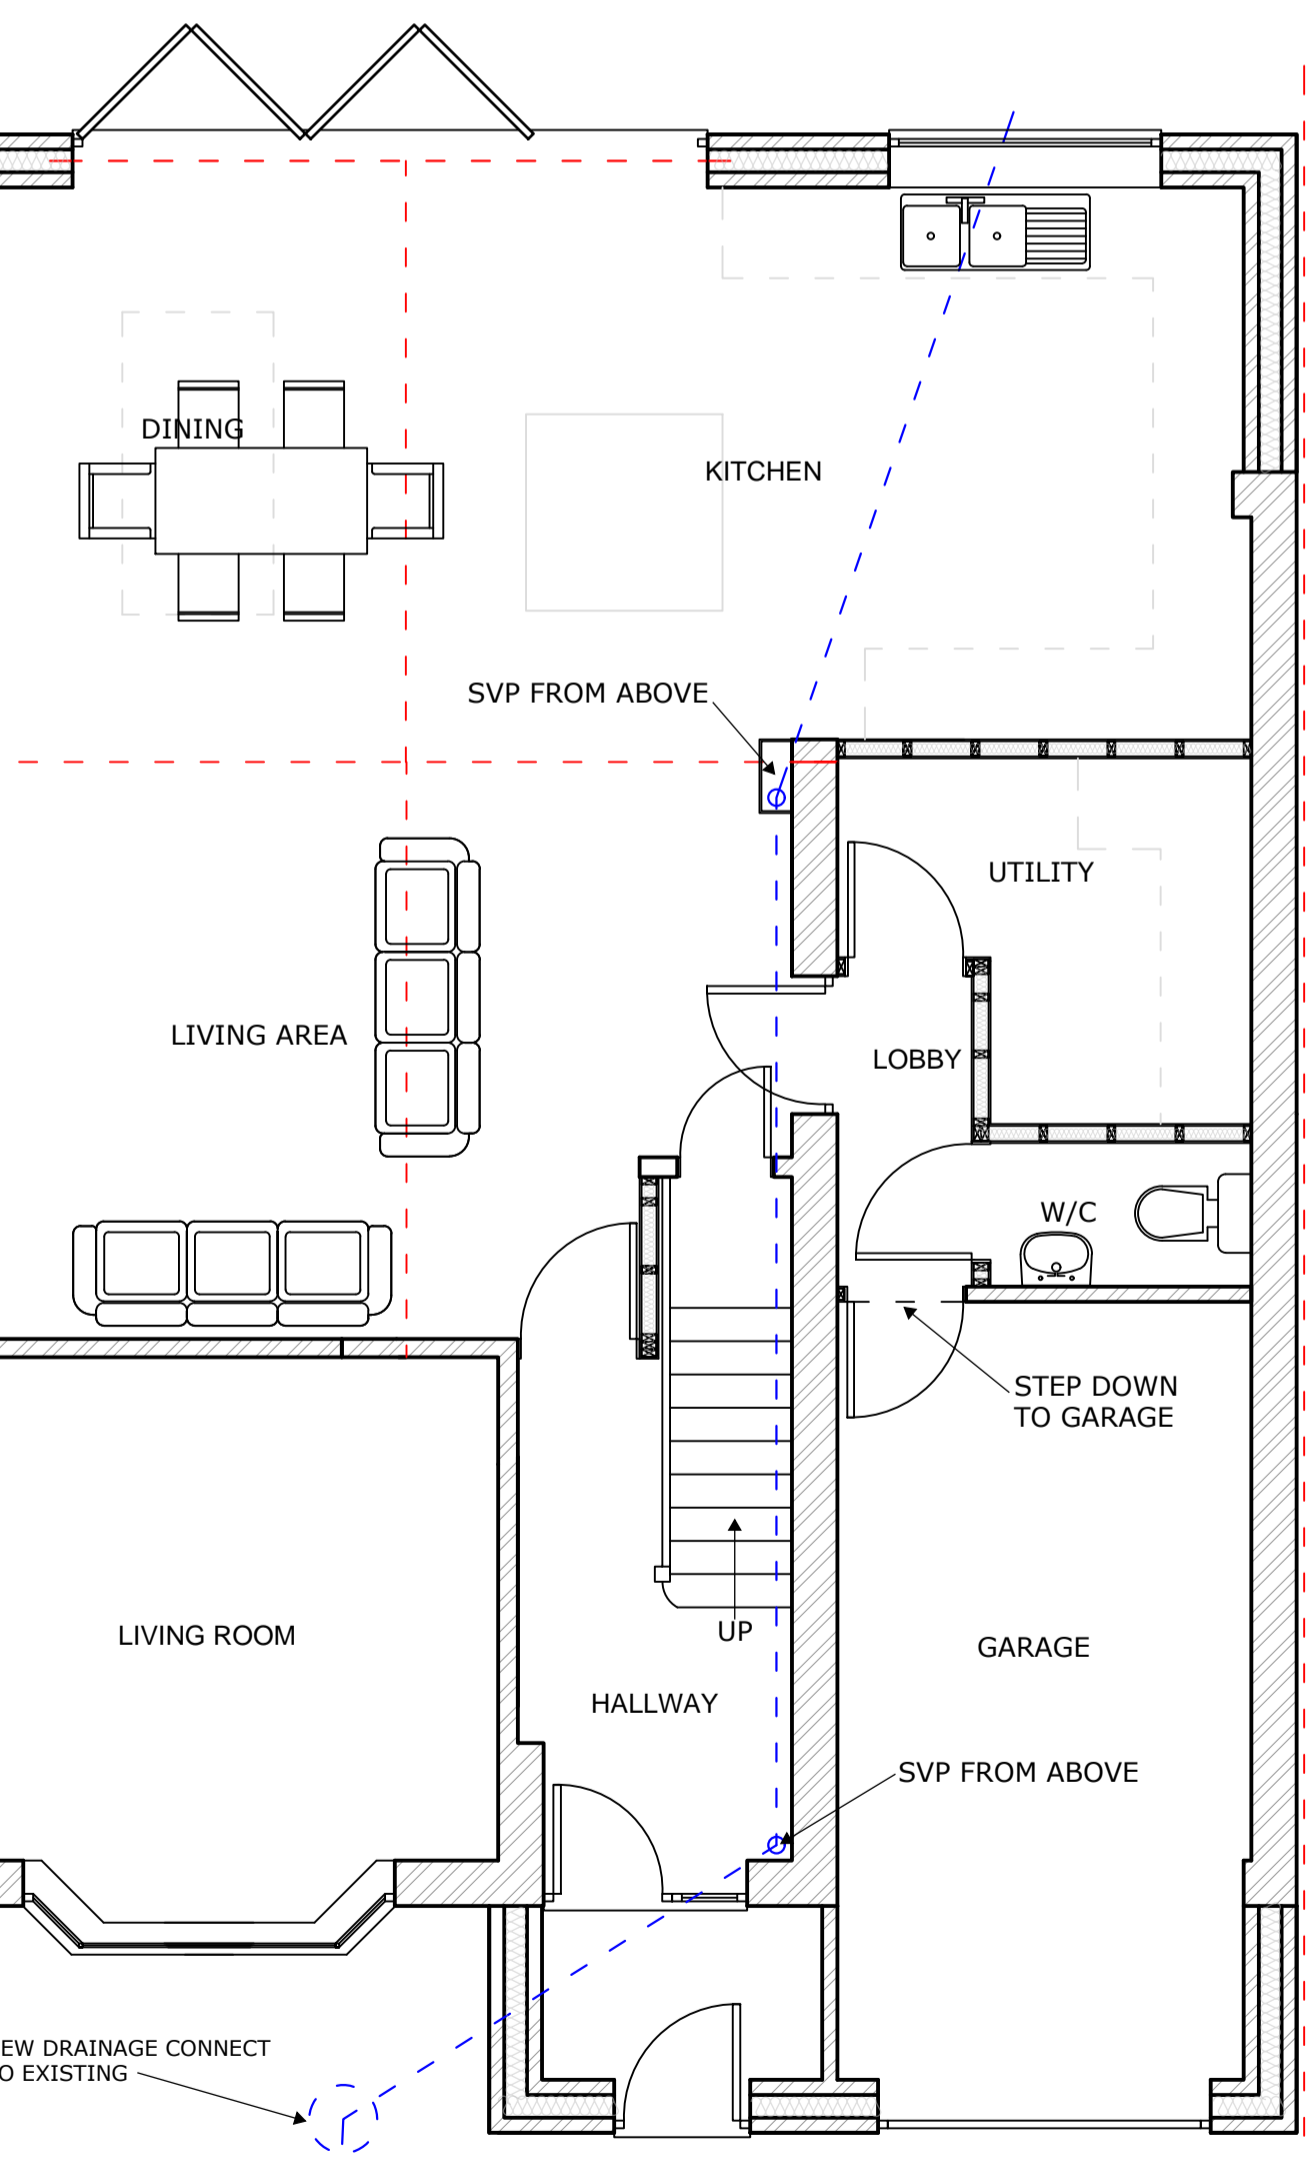 DINING
KITCHEN
SVP FROM ABOVE
UTILITY
LIVING AREA
LOBBY
W/C
STEP DOWN
TO GARAGE
LIVING ROOM
UP
GARAGE
HALLWAY
SVP FROM ABOVE
EW DRAINAGE CONNECT
O EXISTING